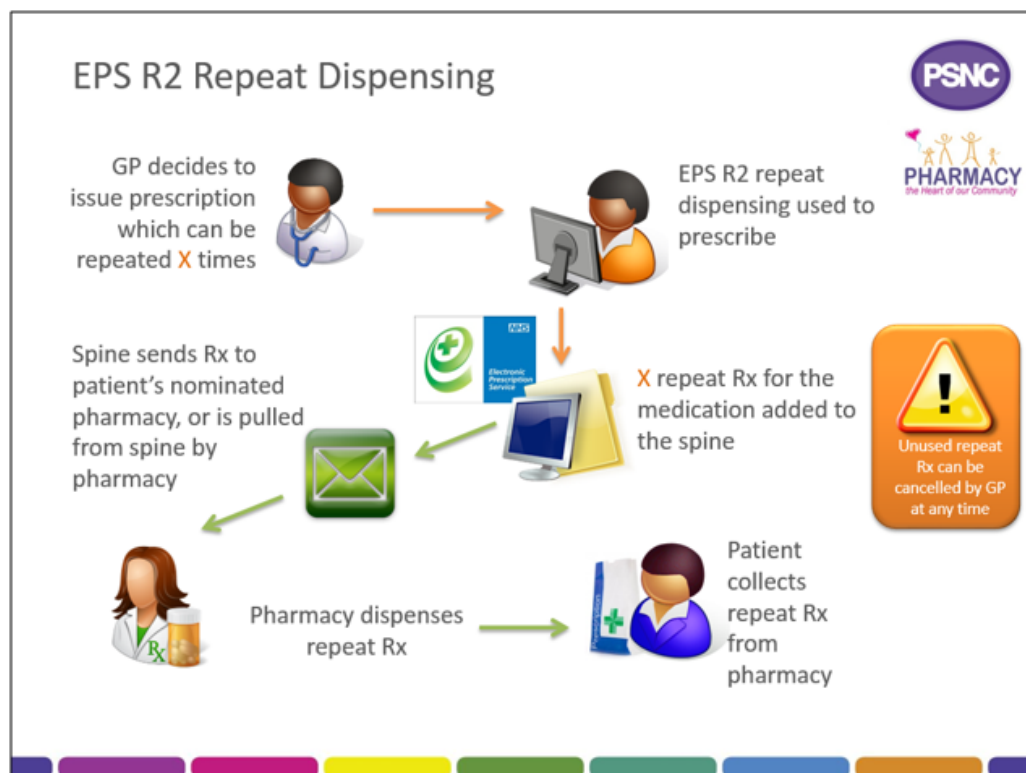 EPS R2 Repeat Dispensing
PSNC
PHARMACY
the Heart of our Community
GP decides to
issue prescription
which can be
repeated X times
EPS R2 repeat
dispensing used to
prescribe
NHS
Electronic
Prescription
Service
X repeat Rx for the
medication added to
the spine
Unused repeat
Rx can be
cancelled by GP
at any time
Spine sends Rx to
patient's nominated
pharmacy, or is pulled
from spine by
pharmacy
Rx
Pharmacy dispenses
repeat Rx
Prescription
Patient
collects
repeat Rx
from
pharmacy